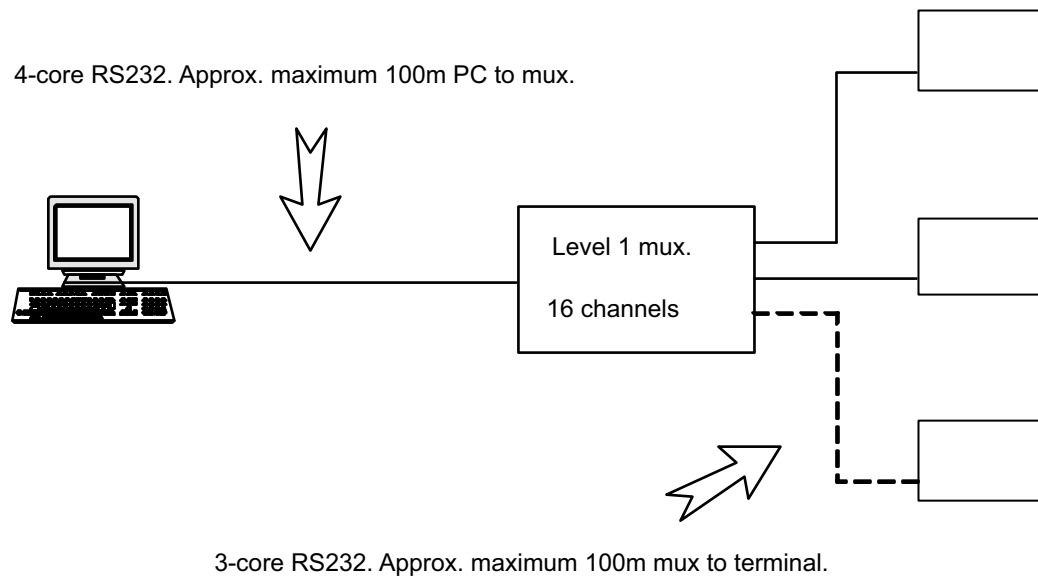 4-core RS232. Approx. maximum 100m PC to mux.
Level 1 mux.
16 channels
3-core RS232. Approx. maximum 100m mux to terminal.